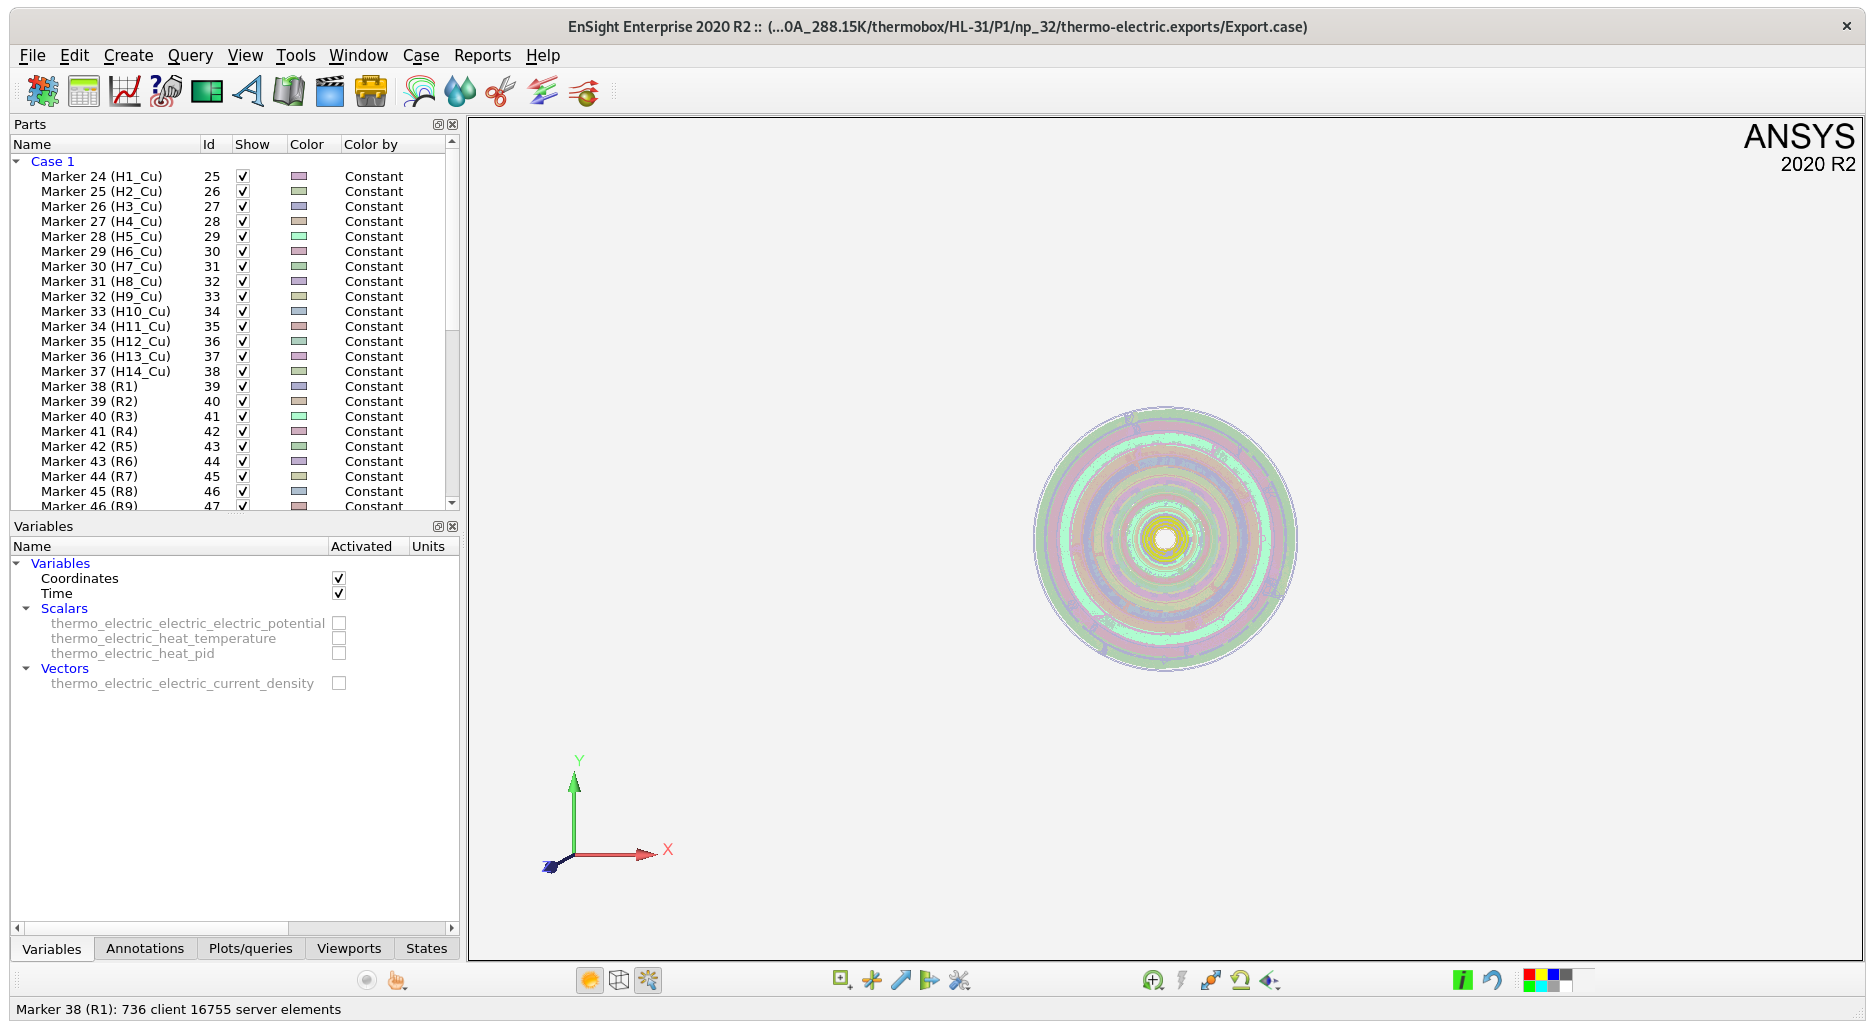 EnSight Enterprise 2020 R2 :: (...0A_288.15K/thermobox/HL-31/P1/np_32/thermo-electric.exports/Export.case)
File Edit Create Query View Tools Window Case Reports Help
Parts
Name Id Show Color Color by
Case 1
Marker 24 (H1_Cu) 25 Constant
Marker 25 (H2_Cu) 26 Constant
Marker 26 (H3_Cu) 27 Constant
Marker 27 (H4_Cu) 28 Constant
Marker 28 (H5_Cu) 29 Constant
Marker 29 (H6_Cu) 30 Constant
Marker 30 (H7_Cu) 31 Constant
Marker 31 (H8_Cu) 32 Constant
Marker 32 (H9_Cu) 33 Constant
Marker 33 (H10_Cu) 34 Constant
Marker 34 (H11_Cu) 35 Constant
Marker 35 (H12_Cu) 36 Constant
Marker 36 (H13_Cu) 37 Constant
Marker 37 (H14_Cu) 38 Constant
Marker 38 (R1) 39 Constant
Marker 39 (R2) 40 Constant
Marker 40 (R3) 41 Constant
Marker 41 (R4) 42 Constant
Marker 42 (R5) 43 Constant
Marker 43 (R6) 44 Constant
Marker 44 (R7) 45 Constant
Marker 45 (R8) 46 Constant
Marker 46 (R9) 47 Constant
Variables
Name Activated Units
Variables
Coordinates
Time
Scalars
thermo_electric_electric_electric_potential
thermo_electric_heat_temperature
thermo_electric_heat_pid
Vectors
thermo_electric_electric_current_density
Variables Annotations Plots/queries Viewports States
ANSYS
2020 R2
Y
X
Marker 38 (R1): 736 client 16755 server elements